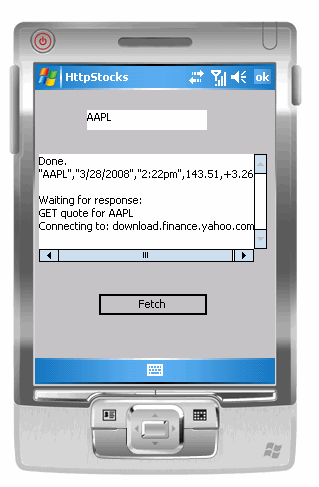 HttpStocks
ok
AAPL
Done.
"AAPL","3/28/2008","2:22pm",143.51,+3.26
Waiting for response:
GET quote for AAPL
Connecting to: download.finance.yahoo.com
Fetch